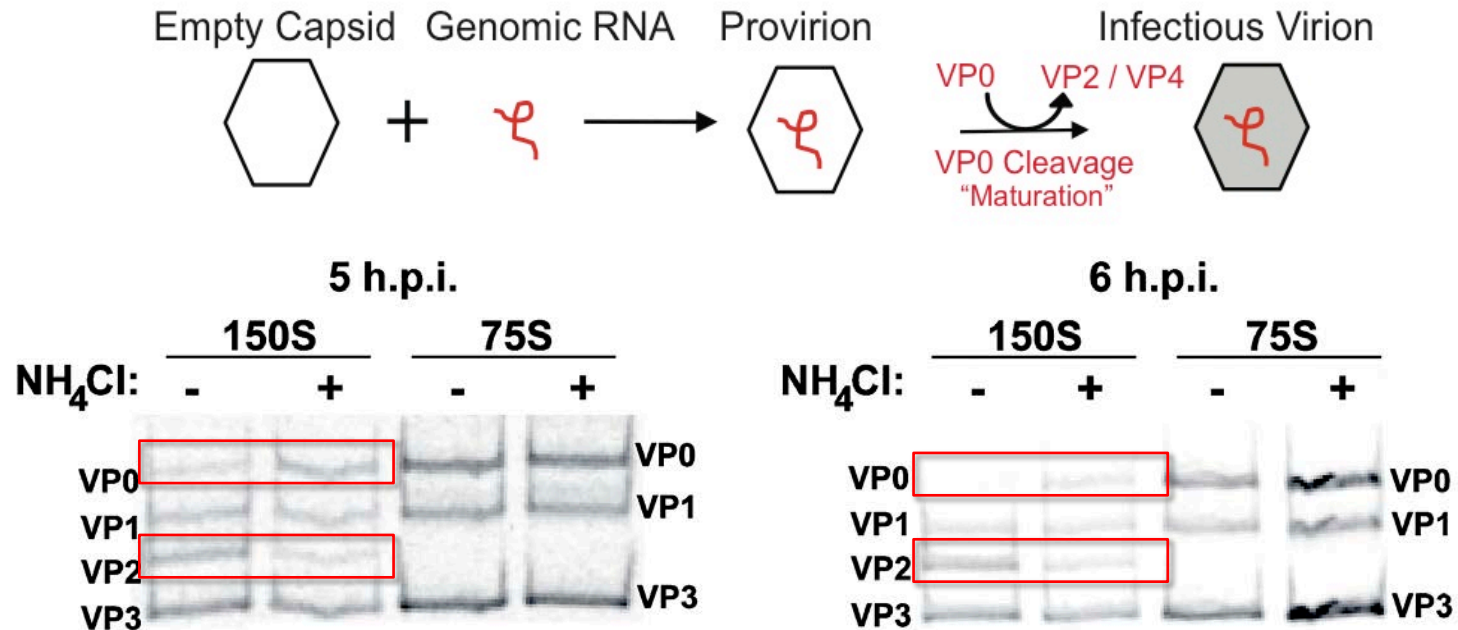 Empty Capsid Genomic RNA Provirion Infectious Virion
+
VP0 VP2 / VP4
VP0 Cleavage
“Maturation”
5 h.p.i.
150S 75S
NH4Cl: - + - +
VP0 VP0
VP1 VP1
VP2
VP3 VP3
6 h.p.i.
150S 75S
NH4Cl: - + - +
VP0 VP0
VP1 VP1
VP2
VP3 VP3